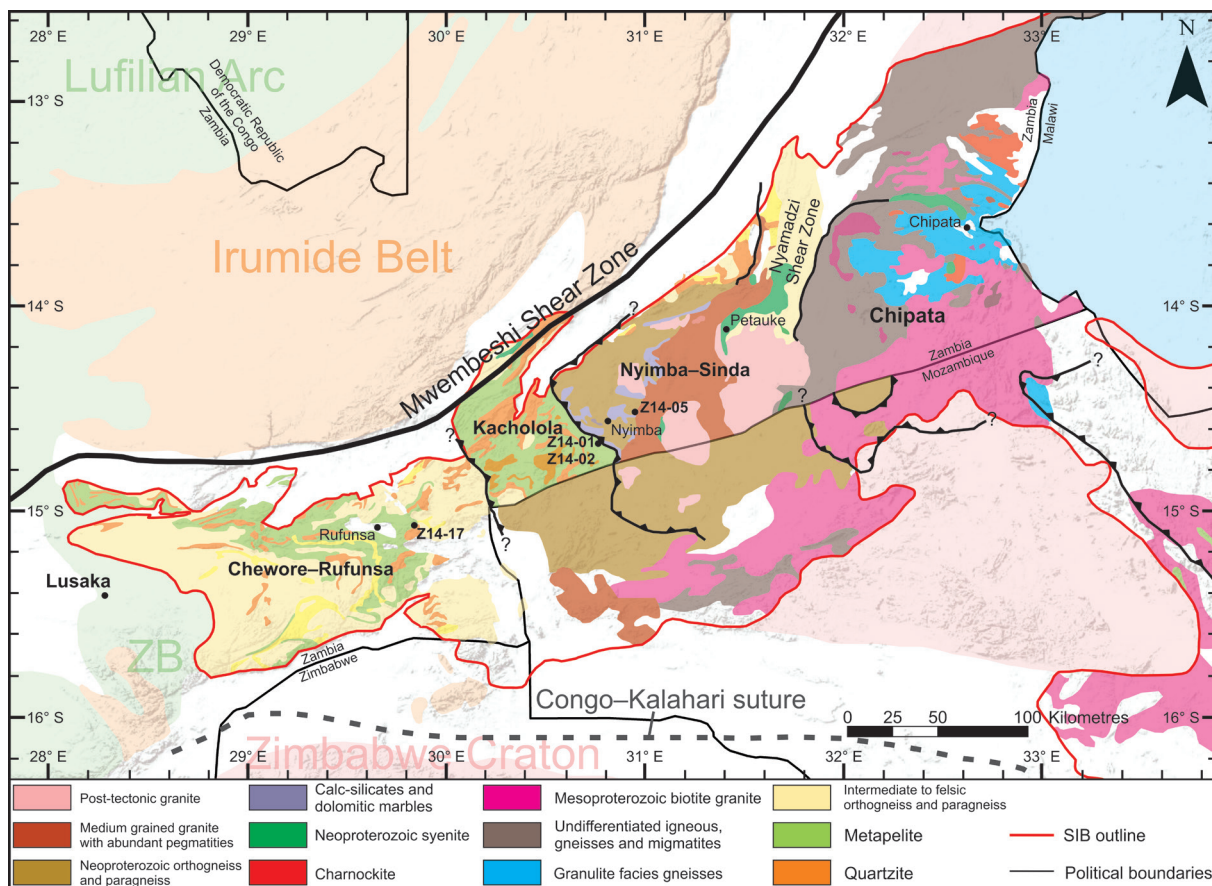 28° E
29° E
30° E
31° E
32° E
33° E
N
Lufilian Arc
Democratic Republic
of the Congo
Zambia
13° S
13° S
Zambia
Malawi
Irumide Belt
Mwembeshi Shear Zone
Nyamadzi
Shear Zone
Chipata
14° S
14° S
?
Petauke
Chipata
Zambia
Mozambique
Nyimba–Sinda
?
?
Z14-05
Kacholola
Nyimba
?
Z14-01
Z14-02
?
15° S
15° S
Rufunsa
Z14-17
?
Chewore–Rufunsa
Lusaka
ZB
Zambia
Zimbabwe
Congo–Kalahari suture
16° S
16° S
0 25 50 100 Kilometres
Zimbabwe Craton
28° E
29° E
30° E
31° E
32° E
33° E
Post-tectonic granite
Calc-silicates and
dolomitic marbles
Mesoproterozoic biotite granite
Intermediate to felsic
orthogneiss and paragneiss
Medium grained granite
with abundant pegmatities
Neoproterozoic syenite
Undifferentiated igneous,
gneisses and migmatites
Metapelite
SIB outline
Neoproterozoic orthogneiss
and paragneiss
Charnockite
Granulite facies gneisses
Quartzite
Political boundaries